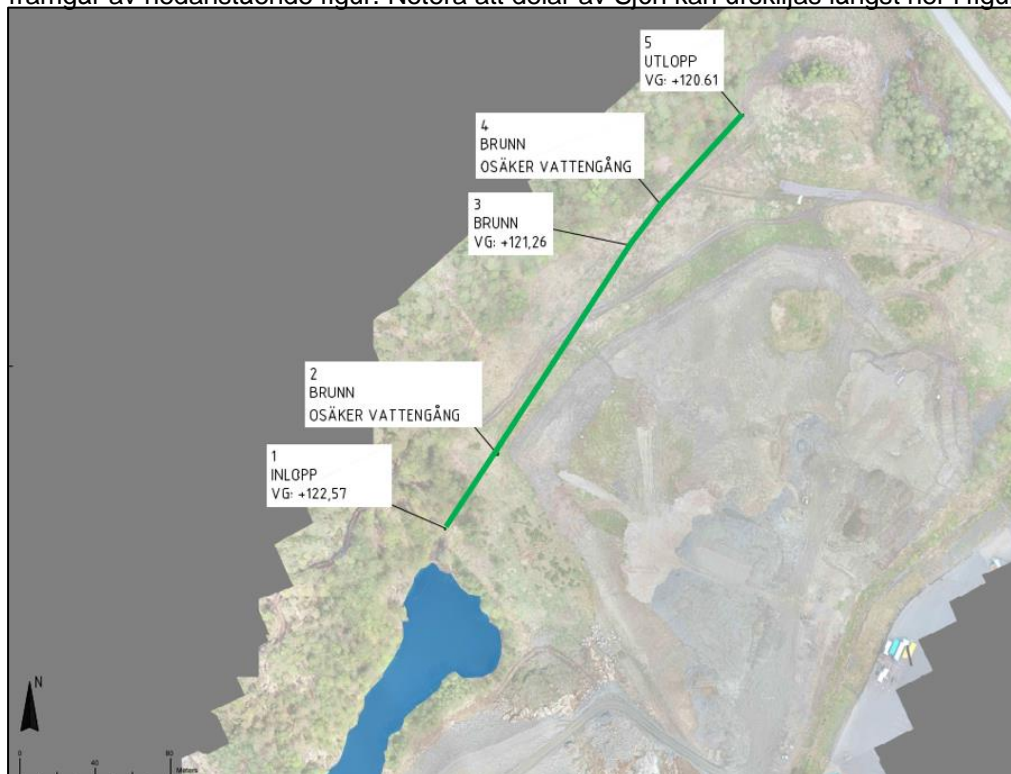 framgår av nedanstående figur. Notera att delar av Sjön kan urskiljas längst ner i figur
5
UTLOPP
VG: +120.61
4
BRUNN
OSÄKER VATTENGÅNG
3
BRUNN
VG: +121,26
2
BRUNN
OSÄKER VATTENGÅNG
1
INLOPP
VG: +122,57
N
0 40 80
Meters